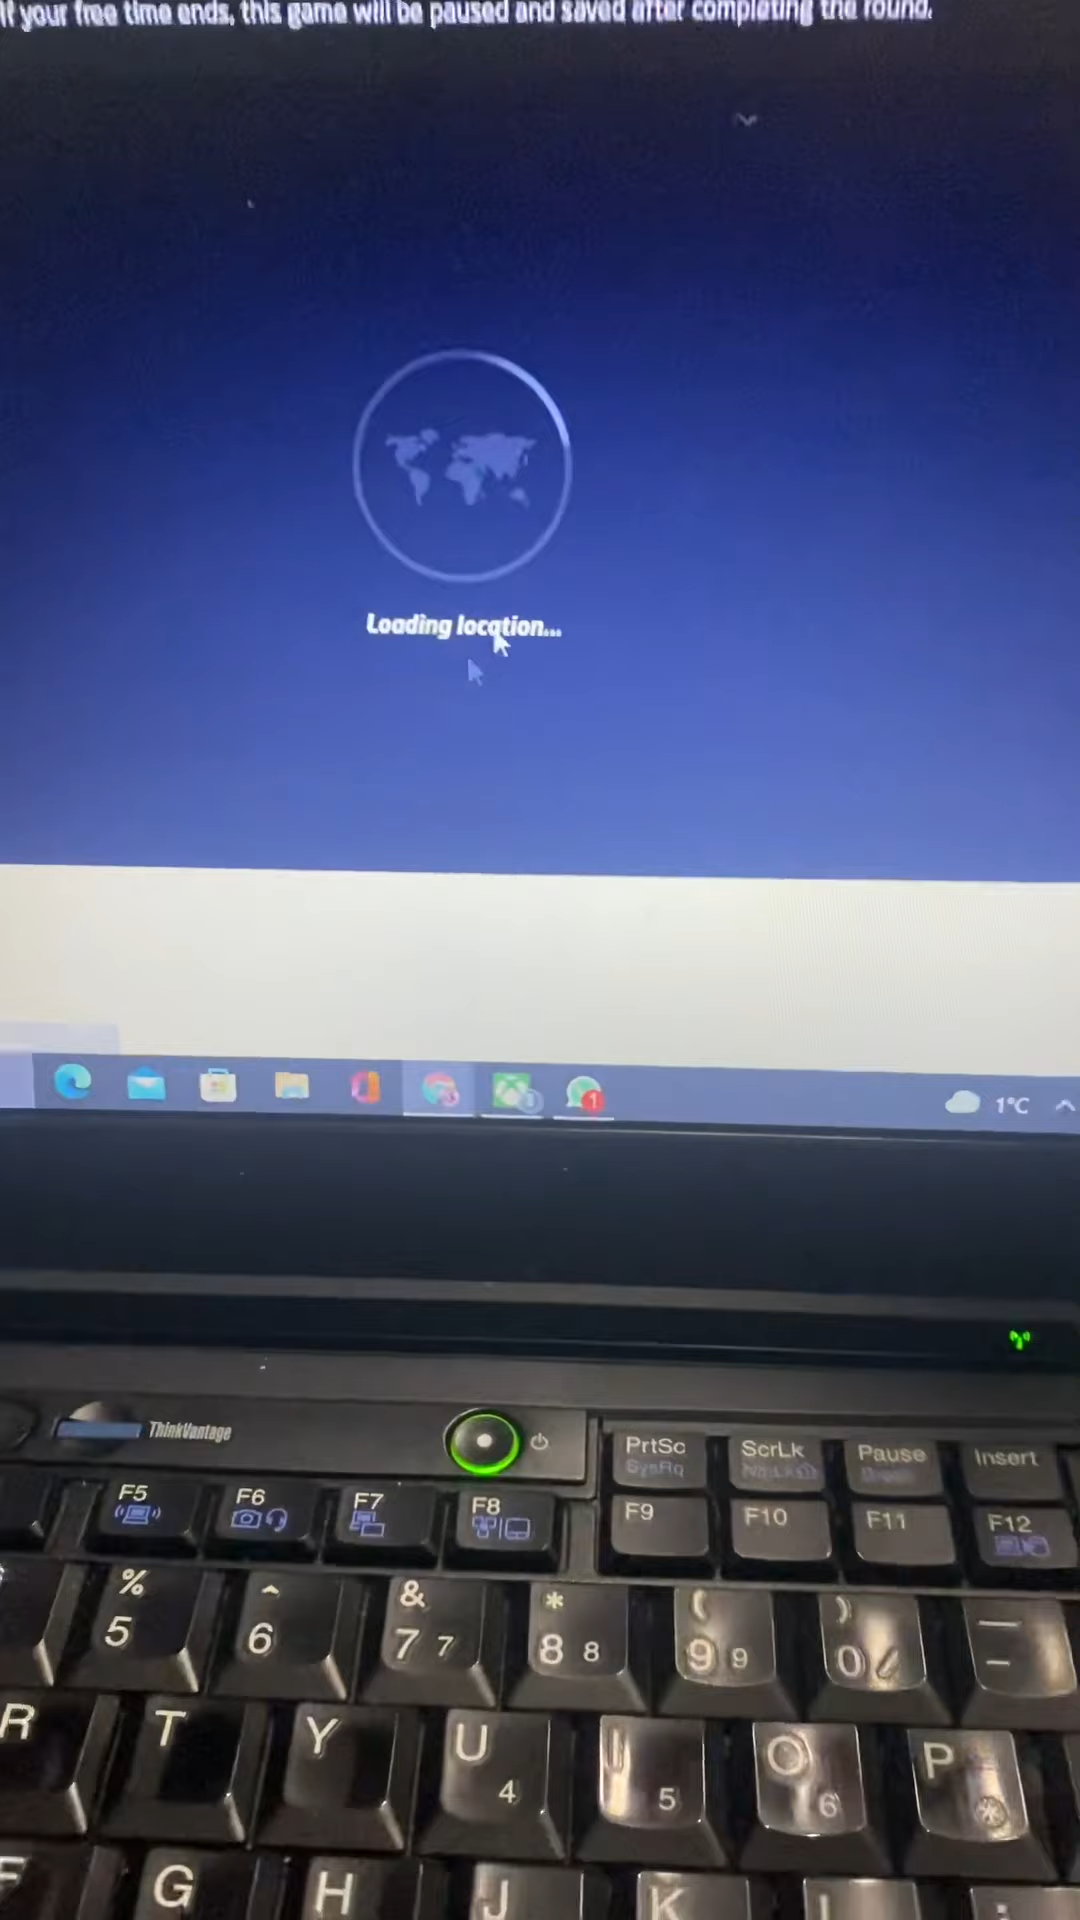 If your free time ends, this game will be paused and saved after completing the round.
Loading location...
1
1°C
ThinkVantage
PrtSc
SysRq
ScrLk
Pause
Insert
F5
F6
F7
F8
F9
F10
F11
F12
%
5
^
6
&
7 7
*
8 8
(
9 9
)
0 /
–
-
R
T
Y
U
4
I
5
O
6
P
*
G
H
J
K
L